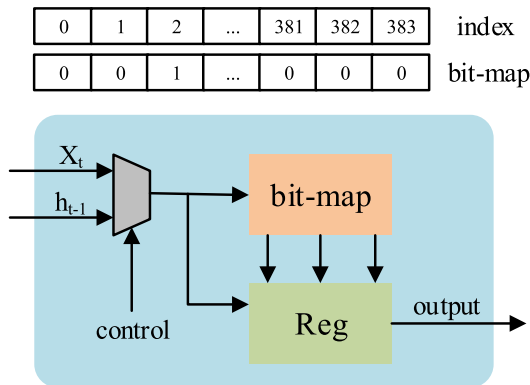 0 1 2 ... 381 382 383 index
0 0 1 ... 0 0 0 bit-map
Xt
ht-1
bit-map
control
Reg
output